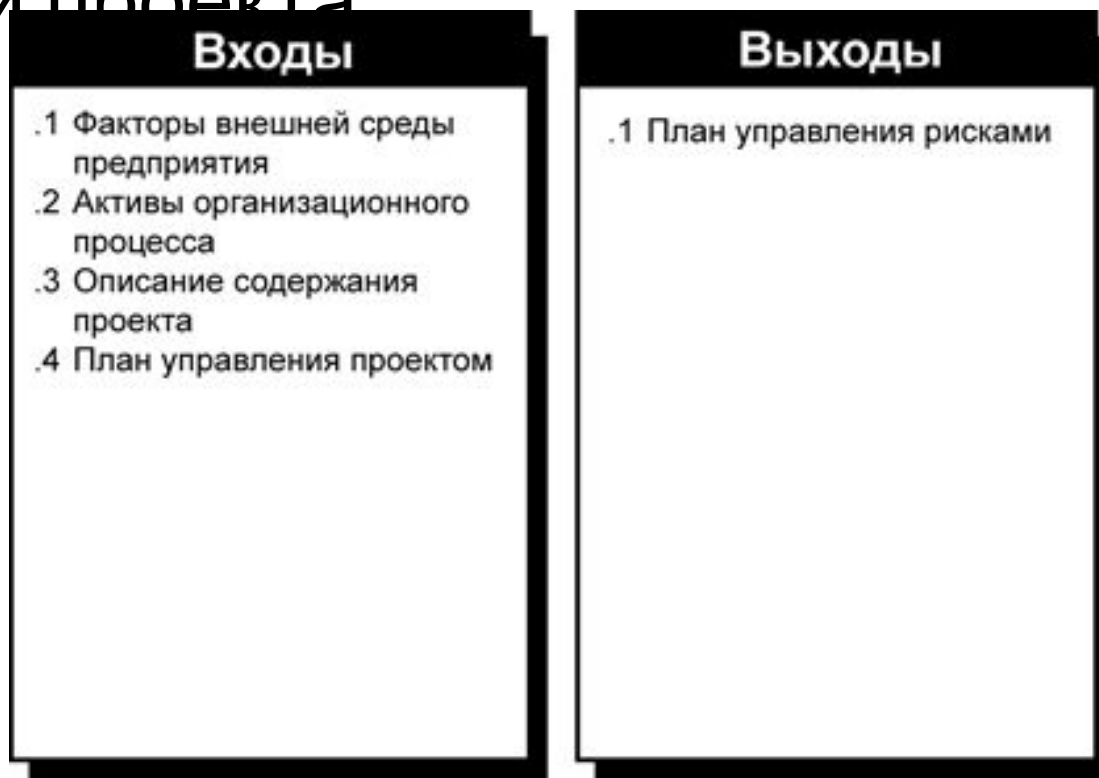 и проекта
Входы
.1 Факторы внешней среды
предприятия
.2 Активы организационного
процесса
.3 Описание содержания
проекта
.4 План управления проектом
Выходы
.1 План управления рисками